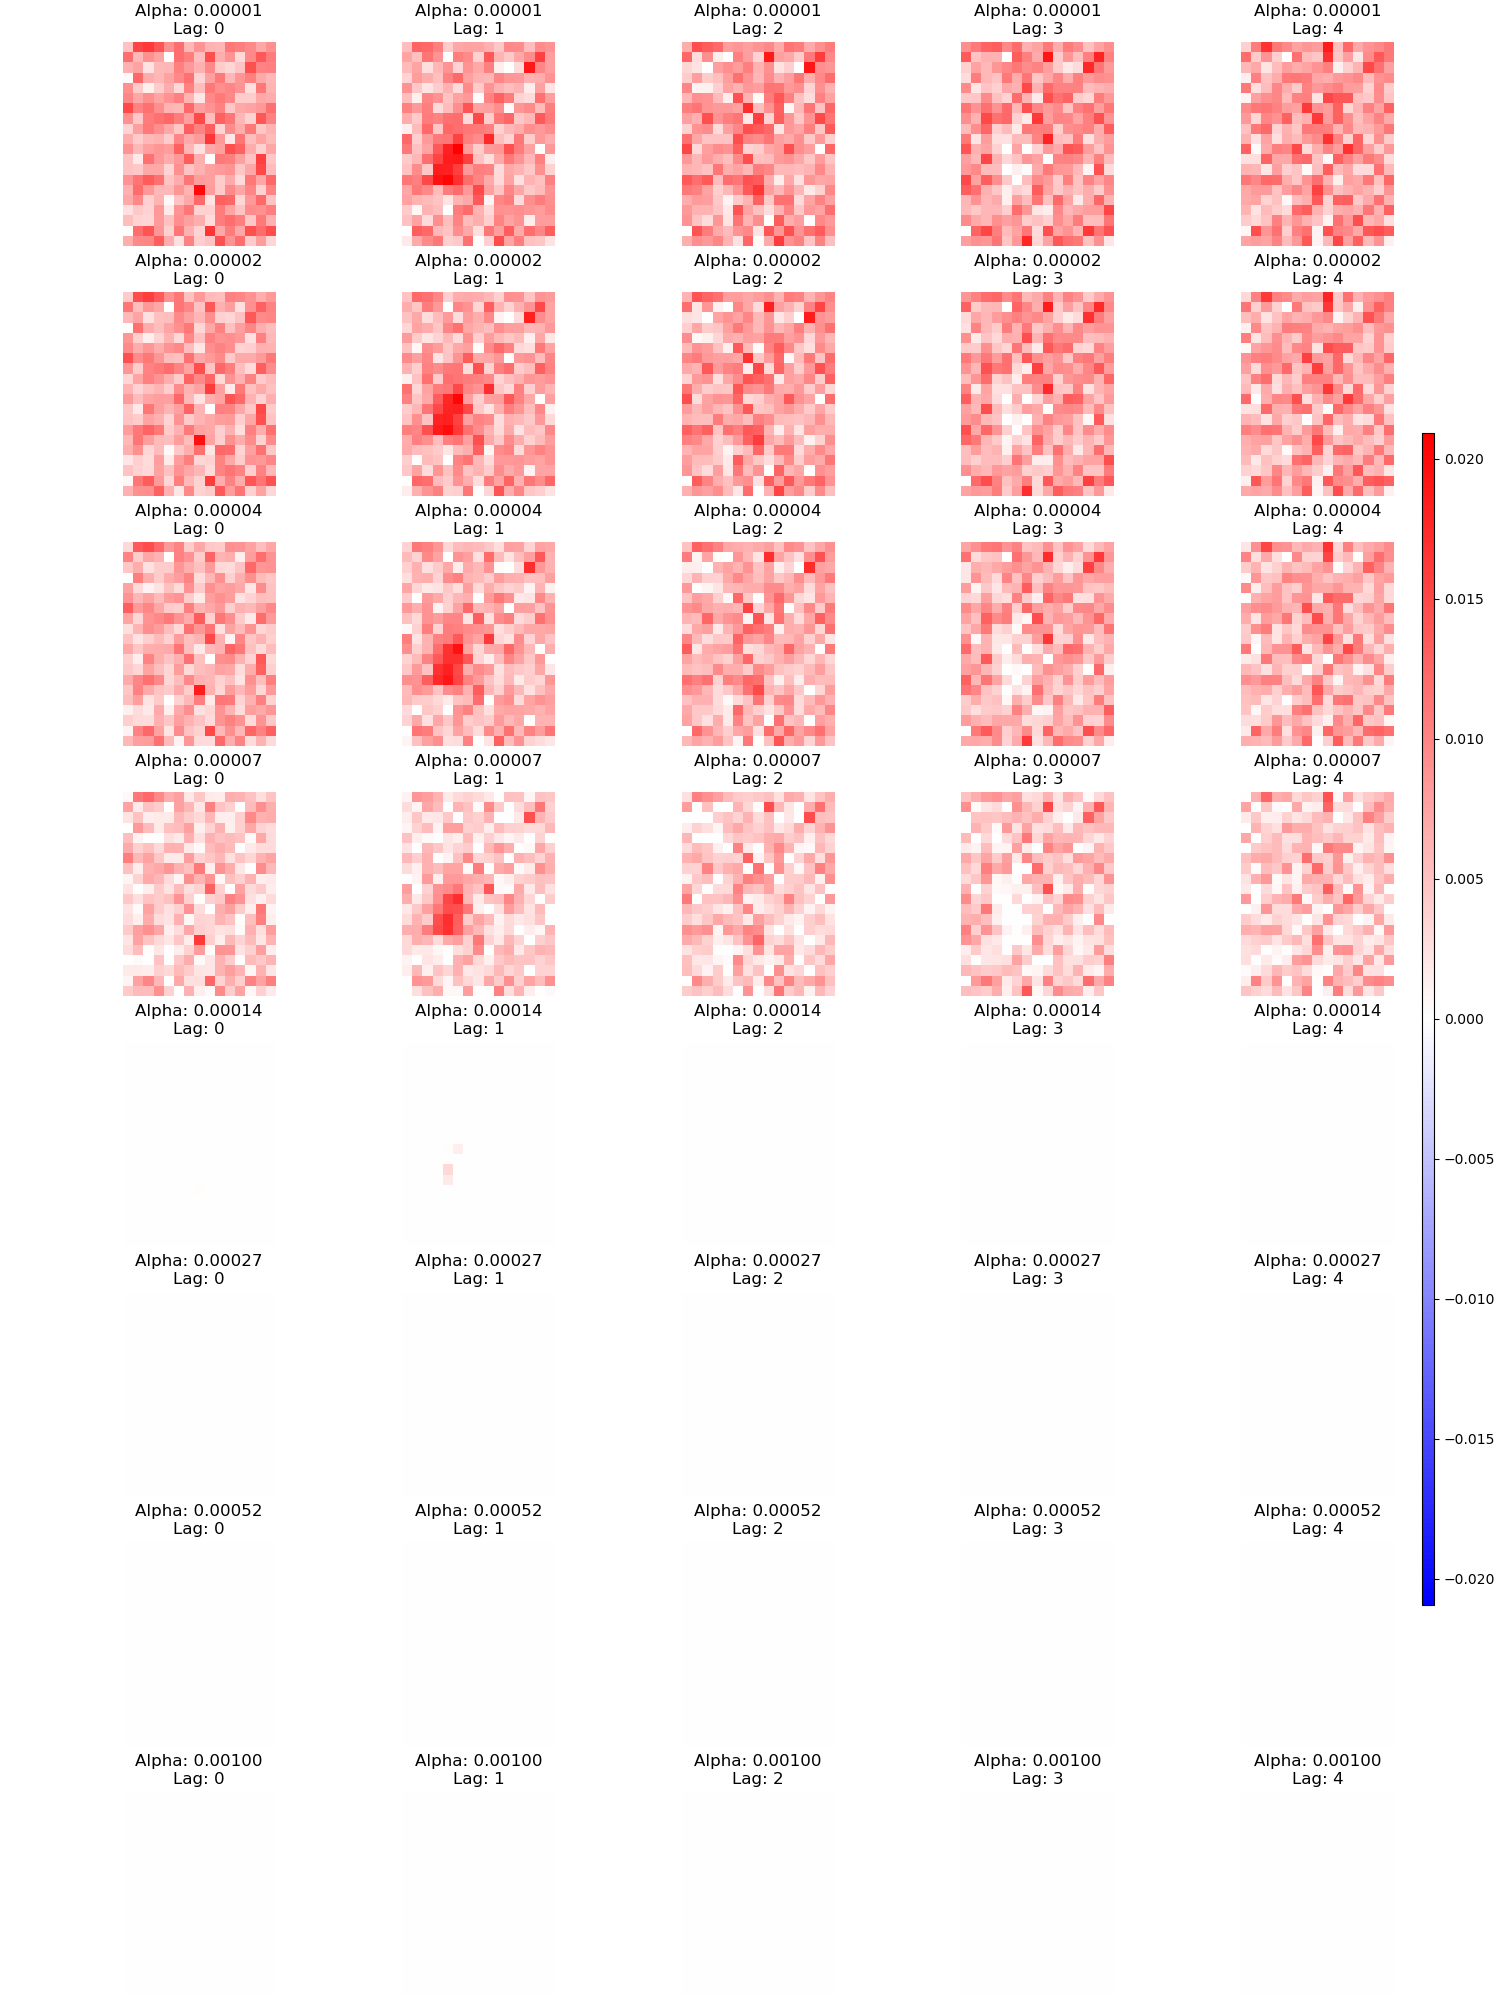 Alpha: 0.00001 Alpha: 0.00001 Alpha: 0.00001 Alpha: 0.00001 Alpha: 0.00001
Lag: 0 Lag: 1 Lag: 2 Lag: 3 Lag: 4
Alpha: 0.00002 Alpha: 0.00002 Alpha: 0.00002 Alpha: 0.00002 Alpha: 0.00002
Lag: 0 Lag: 1 Lag: 2 Lag: 3 Lag: 4
Alpha: 0.00004 Alpha: 0.00004 Alpha: 0.00004 Alpha: 0.00004 Alpha: 0.00004
Lag: 0 Lag: 1 Lag: 2 Lag: 3 Lag: 4
Alpha: 0.00007 Alpha: 0.00007 Alpha: 0.00007 Alpha: 0.00007 Alpha: 0.00007
Lag: 0 Lag: 1 Lag: 2 Lag: 3 Lag: 4
Alpha: 0.00014 Alpha: 0.00014 Alpha: 0.00014 Alpha: 0.00014 Alpha: 0.00014
Lag: 0 Lag: 1 Lag: 2 Lag: 3 Lag: 4
Alpha: 0.00027 Alpha: 0.00027 Alpha: 0.00027 Alpha: 0.00027 Alpha: 0.00027
Lag: 0 Lag: 1 Lag: 2 Lag: 3 Lag: 4
Alpha: 0.00052 Alpha: 0.00052 Alpha: 0.00052 Alpha: 0.00052 Alpha: 0.00052
Lag: 0 Lag: 1 Lag: 2 Lag: 3 Lag: 4
Alpha: 0.00100 Alpha: 0.00100 Alpha: 0.00100 Alpha: 0.00100 Alpha: 0.00100
Lag: 0 Lag: 1 Lag: 2 Lag: 3 Lag: 4
0.020
0.015
0.010
0.005
0.000
−0.005
−0.010
−0.015
−0.020